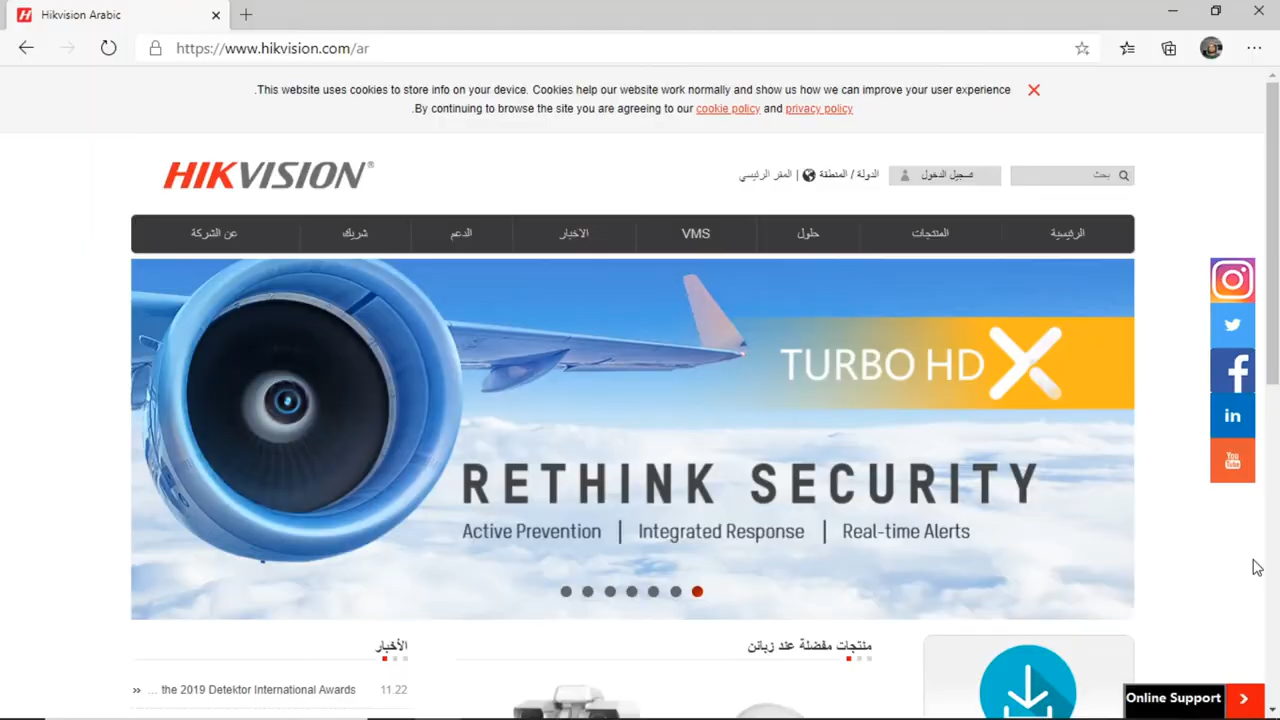 Hikvision Arabic
https://www.hikvision.com/ar
.This website uses cookies to store info on your device. Cookies help our website work normally and show us how we can improve your user experience
.By continuing to browse the site you are agreeing to our cookie policy and privacy policy
HIKVISION®
بحث
تسجيل الدخول
الدولة / المنطقة | المقر الرئيسي
الرئيسية
المنتجات
حلول
VMS
الاخبار
الدعم
شريك
عن الشركة
TURBO HD X
RETHINK SECURITY
Active Prevention | Integrated Response | Real-time Alerts
in
You Tube
منتجات مفضلة عند زبائن
الأخبار
» ... the 2019 Detektor International Awards 11.22
Online Support >